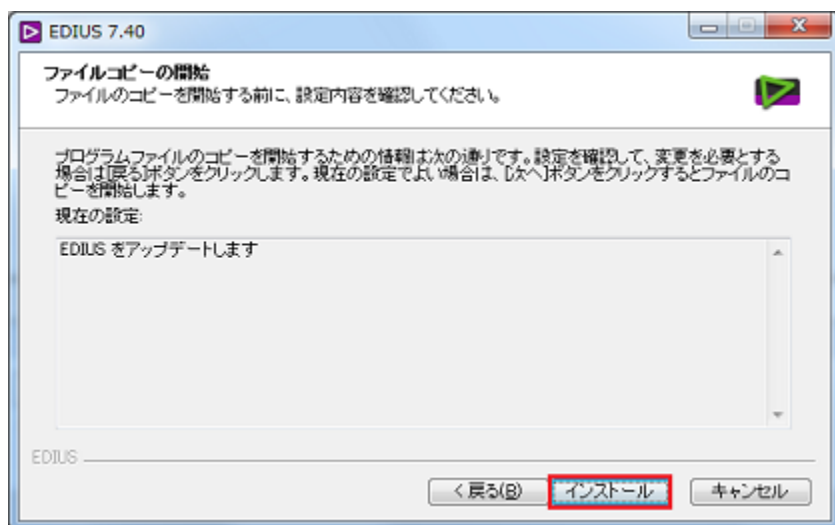 EDIUS 7.40
ファイルコピーの開始
ファイルのコピーを開始する前に、設定内容を確認してください。
プログラムファイルのコピーを開始するための情報は次の通りです。設定を確認して、変更を必要とする
場合は[戻る]ボタンをクリックします。現在の設定でよい場合は、[次へ]ボタンをクリックするとファイルのコ
ピーを開始します。
現在の設定:
EDIUS をアップデートします
EDIUS
< 戻る(B)
インストール
キャンセル